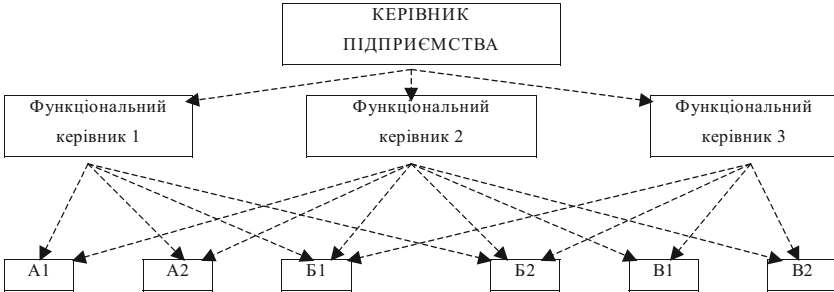 КЕРІВНИК
ПІДПРИЄМСТВА
Функціональний
керівник 1
Функціональний
керівник 2
Функціональний
керівник 3
А1
А2
Б1
Б2
В1
В2